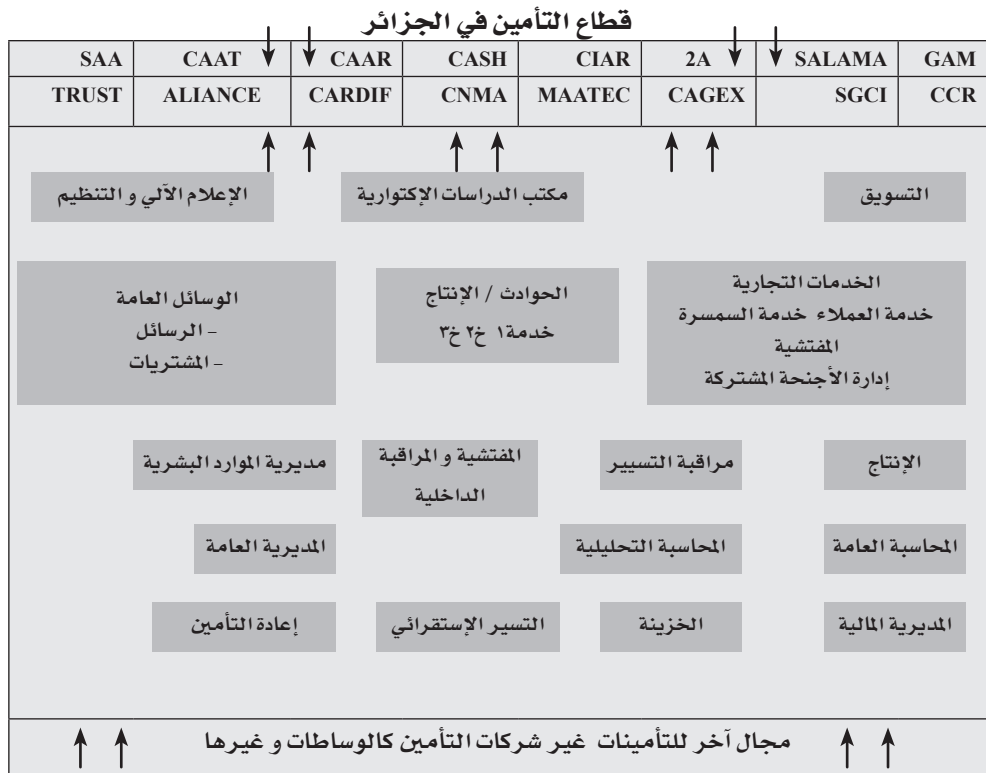 قطاع التأمين في الجزائر
SAA CAAT CAAR CASH CIAR 2A SALAMA GAM
TRUST ALIANCE CARDIF CNMA MAATEC CAGEX SGCI CCR
التسويق
مكتب الدراسات الإكتوارية
الإعلام الآلي و التنظيم
الخدمات التجارية
خدمة العملاء خدمة السمسرة
المفتشية
إدارة الأجنحة المشتركة
الحوادث / الإنتاج
خدمة١ خ٢ خ٣
الوسائل العامة
– الرسائل
– المشتريات
الإنتاج
مراقبة التسيير
المفتشية و المراقبة
الداخلية
مديرية الموارد البشرية
المحاسبة العامة
المحاسبة التحليلية
المديرية العامة
المديرية المالية
الخزينة
التسير الإستقرائي
إعادة التأمين
مجال آخر للتأمينات غير شركات التأمين كالوساطات و غيرها